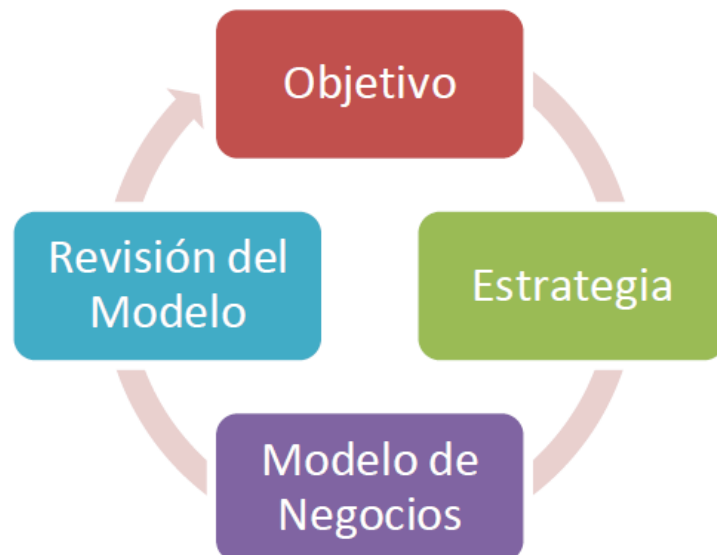 Objetivo
Estrategia
Modelo de
Negocios
Revisión del
Modelo